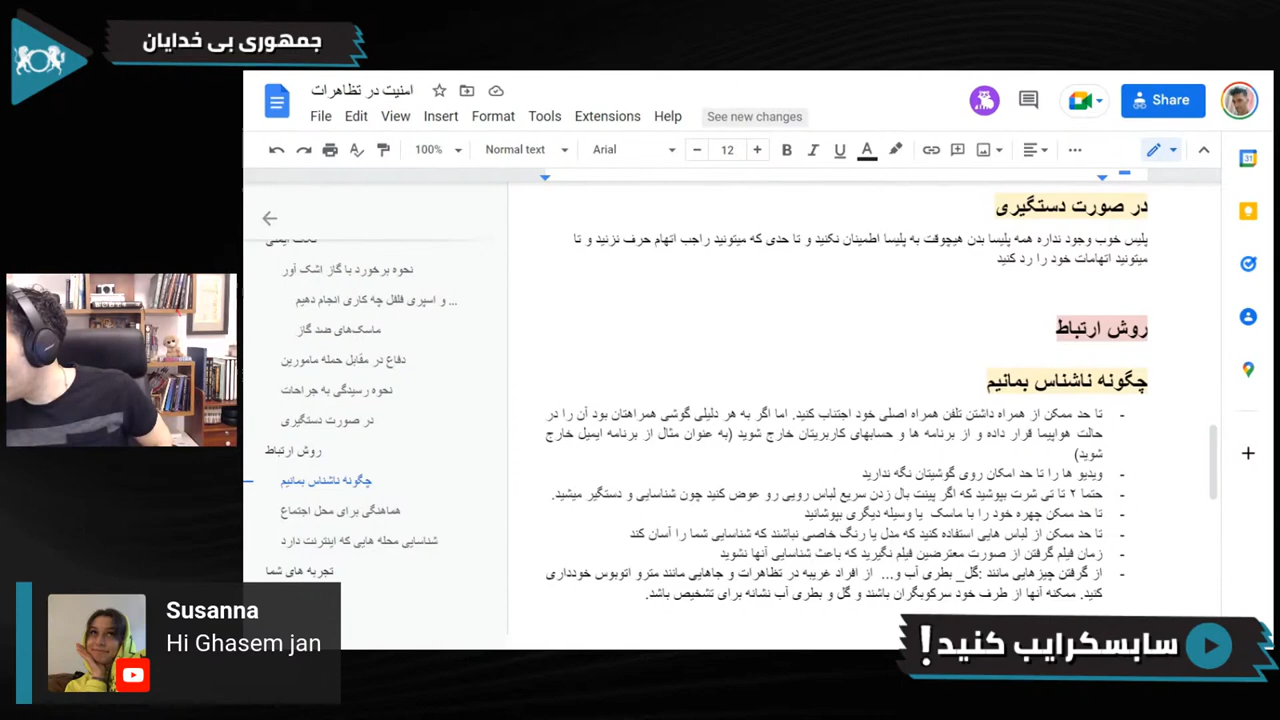 جمهوری بی خدایان
امنیت در تظاهرات
File Edit View Insert Format Tools Extensions Help See new changes
Share
100% Normal text Arial 12
در صورت دستگیری
پلیس خوب وجود نداره همه پلیسا بدن هیچوقت به پلیسا اطمینان نکنید و تا حدی که میتونید راجب اتهام حرف نزنید و تا
میتونید اتهامات خود را رد کنید
روش ارتباط
چگونه ناشناس بمانیم
- تا حد ممکن از همراه داشتن تلفن همراه اصلی خود اجتناب کنید. اما اگر به هر دلیلی گوشی همراهتان بود آن را در
حالت هواپیما قرار داده و از برنامه ها و حسابهای کاربریتان خارج شوید (به عنوان مثال از برنامه ایمیل خارج
شوید)
- ویدیو ها را تا حد امکان روی گوشیتان نگه ندارید
- حتما ۲ تا تی شرت بپوشید که اگر پینت بال زدن سریع لباس رویی رو عوض کنید چون شناسایی و دستگیر میشید.
- تا حد ممکن چهره خود را با ماسک یا وسیله دیگری بپوشانید
- تا حد ممکن از لباس هایی استفاده کنید که مدل یا رنگ خاصی نباشند که شناسایی شما را آسان کند
- زمان فیلم گرفتن از صورت معترضین فیلم نگیرید که باعث شناسایی آنها نشوید
- از گرفتن چیزهایی مانند :گل_ بطری آب و... از افراد غریبه در تظاهرات و جاهایی مانند مترو اتوبوس خودداری
کنید. ممکنه آنها از طرف خود سرکوبگران باشند و گل و بطری آب نشانه برای تشخیص باشد.
نحوه برخورد با گاز اشک آور
و اسپری فلفل چه کاری انجام دهیم ...
ماسک‌های ضد گاز
دفاع در مقابل حمله مامورین
نحوه رسیدگی به جراحات
در صورت دستگیری
روش ارتباط
چگونه ناشناس بمانیم
هماهنگی برای محل اجتماع
شناسایی محله هایی که اینترنت دارد
تجربه های شما
Susanna
Hi Ghasem jan
سابسکرایب کنید!